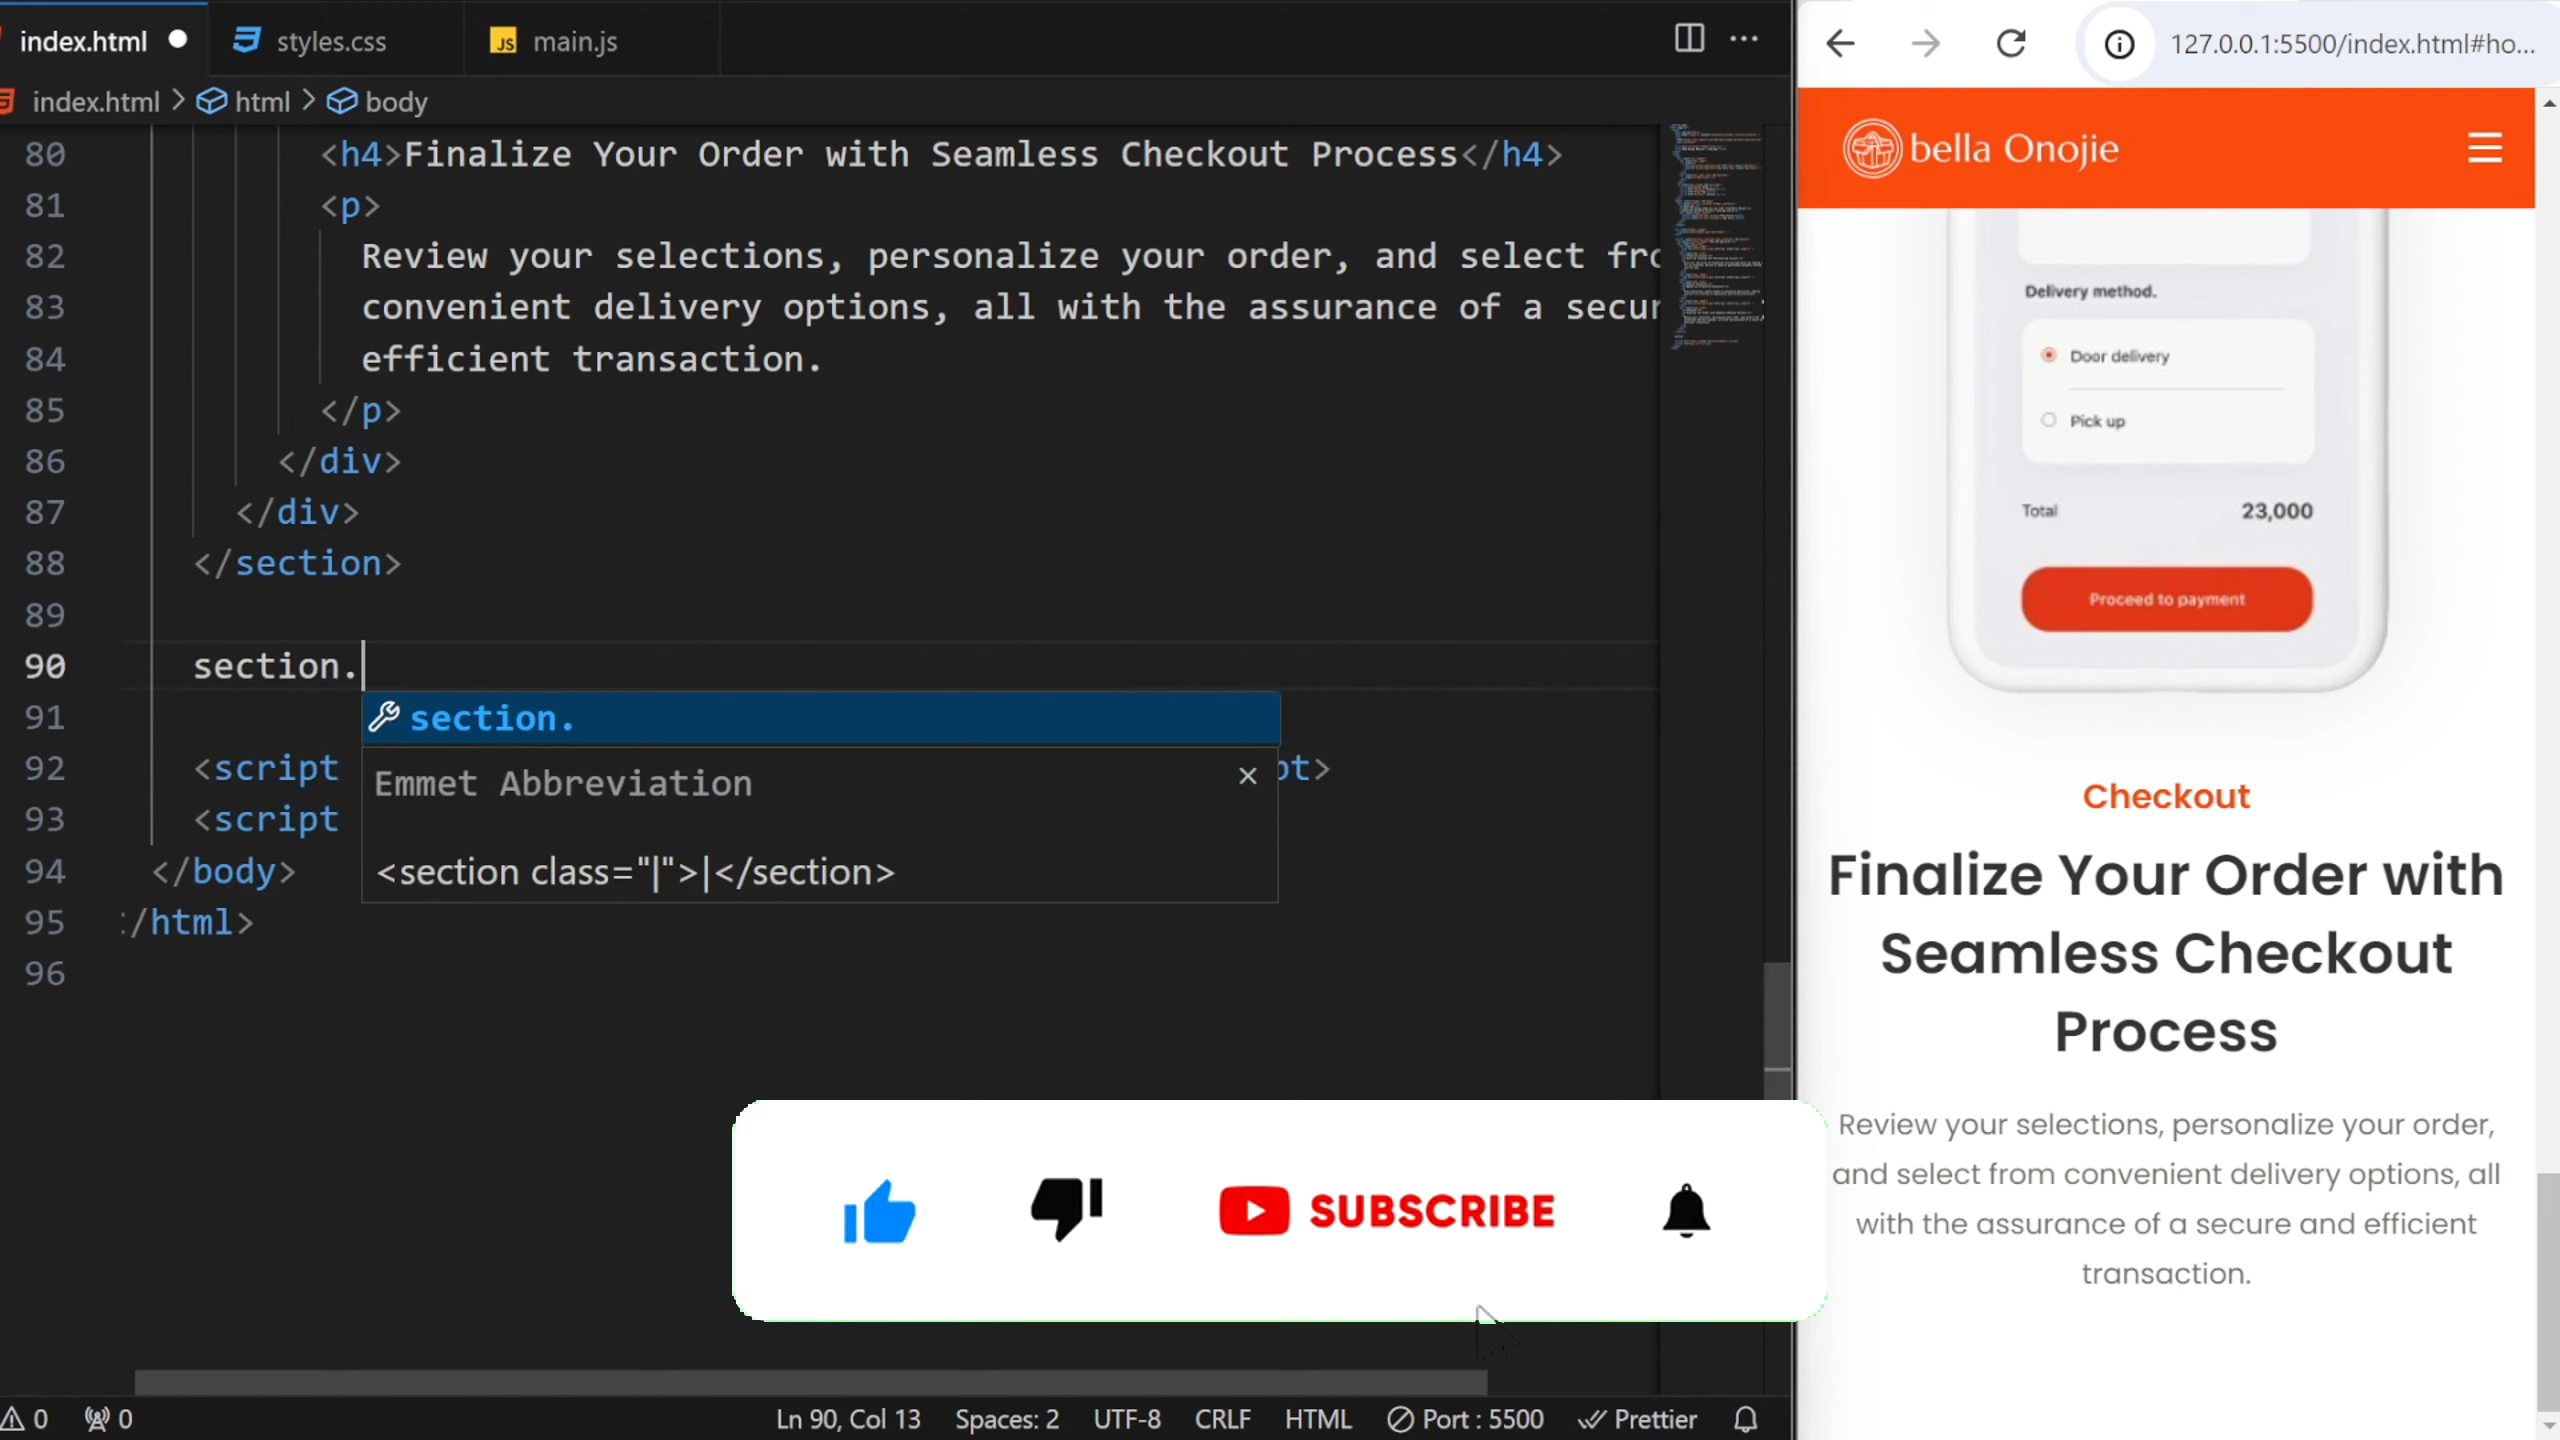 index.html
styles.css
JS main.js
127.0.0.1:5500/index.html#ho...
index.html > html > body
80 <h4>Finalize Your Order with Seamless Checkout Process</h4>
81 <p>
82 Review your selections, personalize your order, and select fro
83 convenient delivery options, all with the assurance of a secur
84 efficient transaction.
85 </p>
86 </div>
87 </div>
88 </section>
89
90 section.
section.
91
Emmet Abbreviation
92 <script pt>
93 <script
<section class="|">|</section>
94 </body>
95 /html>
96
bella Onojie
Delivery method.
Door delivery
Pick up
Total 23,000
Proceed to payment
Checkout
Finalize Your Order with
Seamless Checkout
Process
Review your selections, personalize your order,
and select from convenient delivery options, all
with the assurance of a secure and efficient
transaction.
SUBSCRIBE
0 0 Ln 90, Col 13 Spaces: 2 UTF-8 CRLF HTML Port : 5500 Prettier